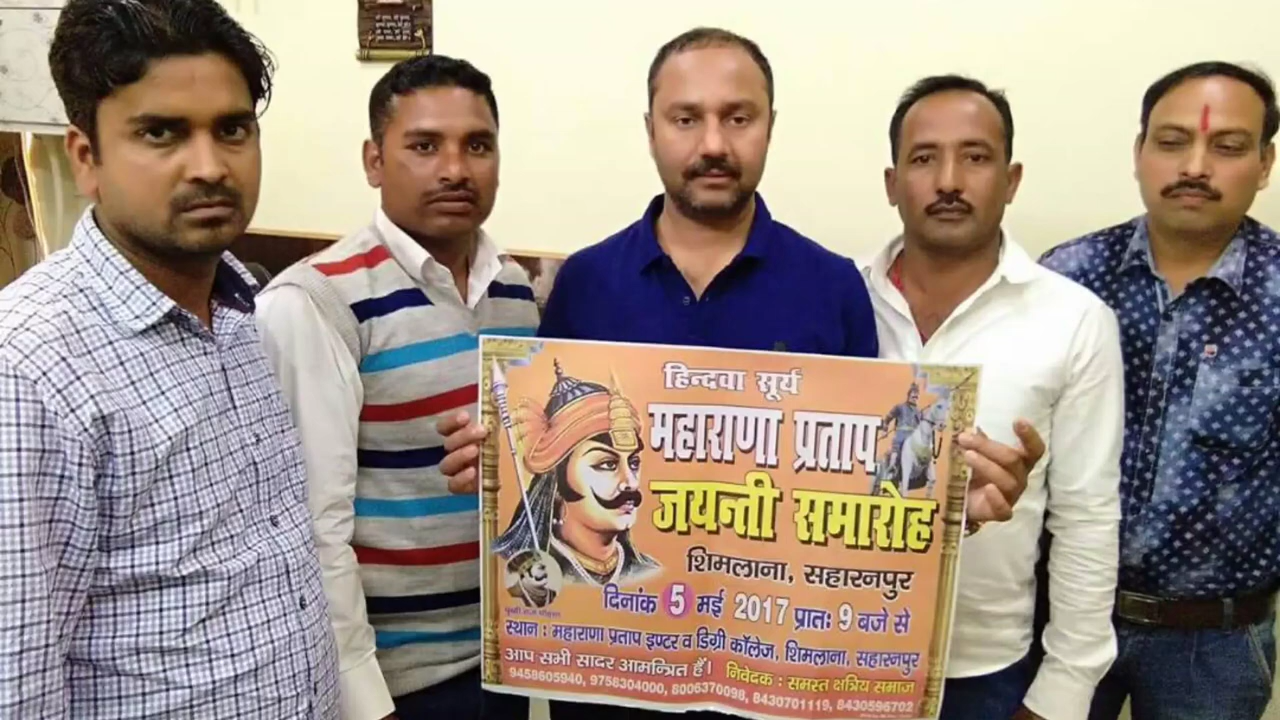 हिन्दवा सूर्य
महाराणा प्रताप
जयन्ती समारोह
शिमलाना, सहारनपुर
दिनांक 5 मई 2017 प्रातः 9 बजे से
स्थान : महाराणा प्रताप इण्टर व डिग्री कॉलेज, शिमलाना, सहारनपुर
आप सभी सादर आमन्त्रित हैं। निवेदक : समस्त क्षत्रिय समाज
9458605940, 9758304000, 8006370098, 8430701119, 8430596702